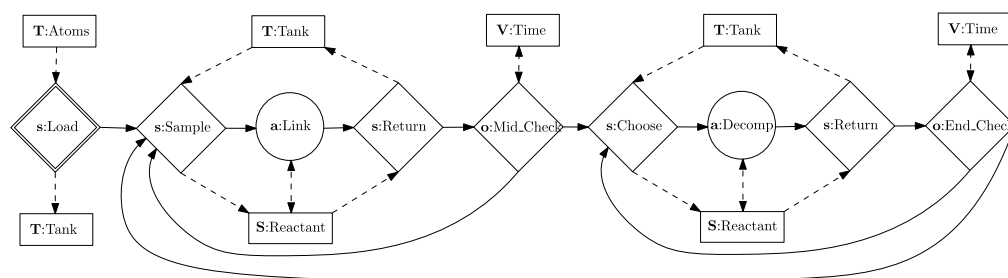 T:Atoms
T:Tank
V:Time
T:Tank
V:Time
s:Load
s:Sample
a:Link
s:Return
o:Mid_Check
s:Choose
a:Decomp
s:Return
o:End_Chec
T:Tank
S:Reactant
S:Reactant